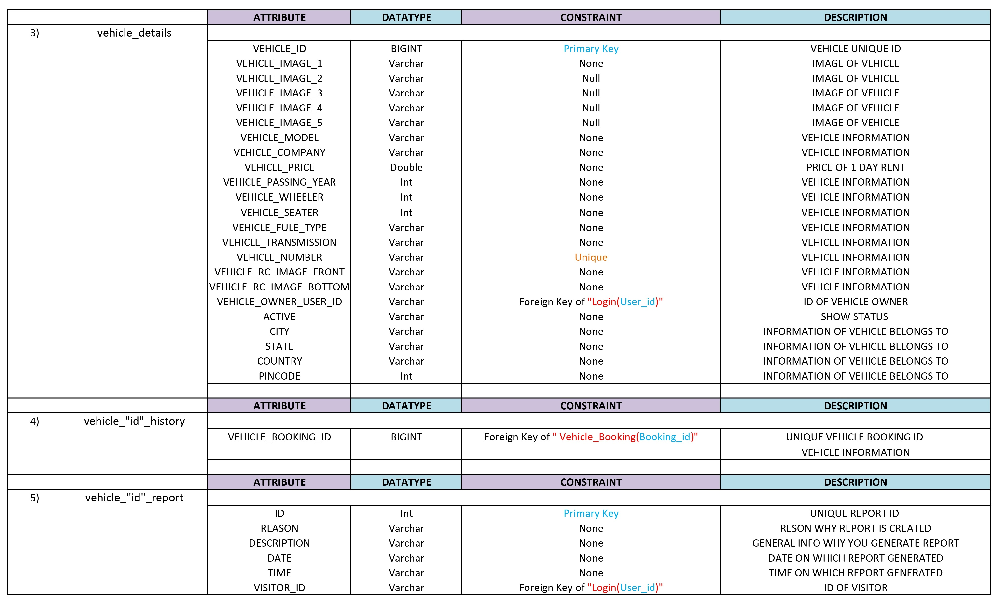 ATTRIBUTE DATATYPE CONSTRAINT DESCRIPTION
3) vehicle_details
VEHICLE_ID BIGINT Primary Key VEHICLE UNIQUE ID
VEHICLE_IMAGE_1 Varchar None IMAGE OF VEHICLE
VEHICLE_IMAGE_2 Varchar Null IMAGE OF VEHICLE
VEHICLE_IMAGE_3 Varchar Null IMAGE OF VEHICLE
VEHICLE_IMAGE_4 Varchar Null IMAGE OF VEHICLE
VEHICLE_IMAGE_5 Varchar Null IMAGE OF VEHICLE
VEHICLE_MODEL Varchar None VEHICLE INFORMATION
VEHICLE_COMPANY Varchar None VEHICLE INFORMATION
VEHICLE_PRICE Double None PRICE OF 1 DAY RENT
VEHICLE_PASSING_YEAR Int None VEHICLE INFORMATION
VEHICLE_WHEELER Int None VEHICLE INFORMATION
VEHICLE_SEATER Int None VEHICLE INFORMATION
VEHICLE_FULE_TYPE Varchar None VEHICLE INFORMATION
VEHICLE_TRANSMISSION Varchar None VEHICLE INFORMATION
VEHICLE_NUMBER Varchar Unique VEHICLE INFORMATION
VEHICLE_RC_IMAGE_FRONT Varchar None VEHICLE INFORMATION
VEHICLE_RC_IMAGE_BOTTOM Varchar None VEHICLE INFORMATION
VEHICLE_OWNER_USER_ID Varchar Foreign Key of "Login(User_id)" ID OF VEHICLE OWNER
ACTIVE Varchar None SHOW STATUS
CITY Varchar None INFORMATION OF VEHICLE BELONGS TO
STATE Varchar None INFORMATION OF VEHICLE BELONGS TO
COUNTRY Varchar None INFORMATION OF VEHICLE BELONGS TO
PINCODE Int None INFORMATION OF VEHICLE BELONGS TO
ATTRIBUTE DATATYPE CONSTRAINT DESCRIPTION
4) vehicle_"id"_history
VEHICLE_BOOKING_ID BIGINT Foreign Key of " Vehicle_Booking(Booking_id)" UNIQUE VEHICLE BOOKING ID
VEHICLE INFORMATION
ATTRIBUTE DATATYPE CONSTRAINT DESCRIPTION
5) vehicle_"id"_report
ID Int Primary Key UNIQUE REPORT ID
REASON Varchar None RESON WHY REPORT IS CREATED
DESCRIPTION Varchar None GENERAL INFO WHY YOU GENERATE REPORT
DATE Varchar None DATE ON WHICH REPORT GENERATED
TIME Varchar None TIME ON WHICH REPORT GENERATED
VISITOR_ID Varchar Foreign Key of "Login(User_id)" ID OF VISITOR